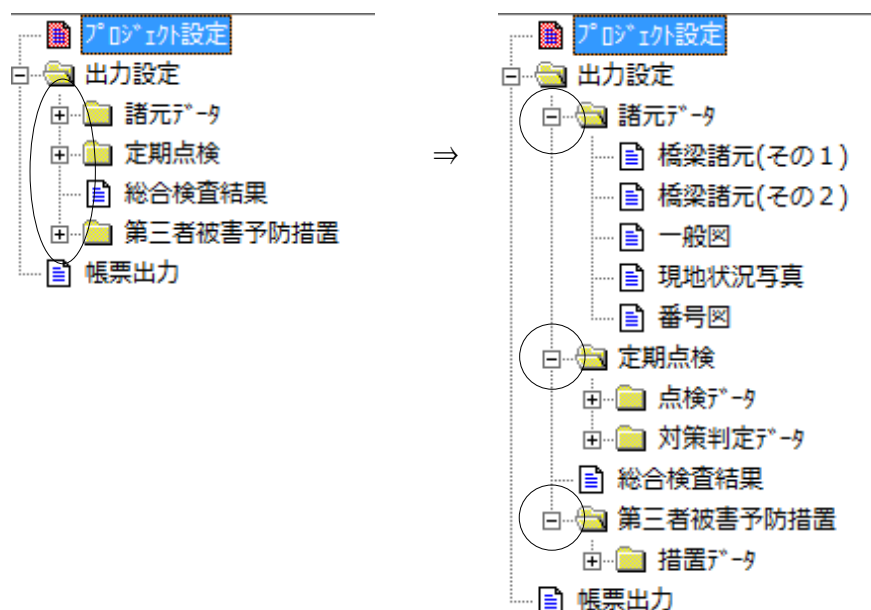 プロジェクト設定
出力設定
諸元データ
定期点検
総合検査結果
第三者被害予防措置
帳票出力
⇒
プロジェクト設定
出力設定
諸元データ
橋梁諸元(その1)
橋梁諸元(その2)
一般図
現地状況写真
番号図
定期点検
点検データ
対策判定データ
総合検査結果
第三者被害予防措置
措置データ
帳票出力